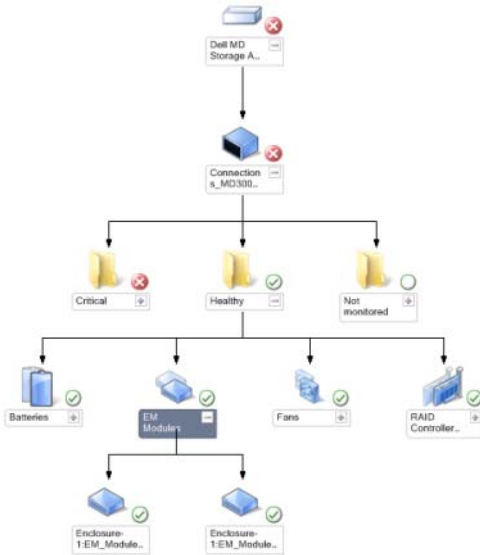 Dell MD
Storage A..
Connection
s_MD300..
Critical
Healthy
Not
monitored
Batteries
EM
Modules
Fans
RAID
Controller..
Enclosure-
1:EM_Module..
Enclosure-
1:EM_Module..